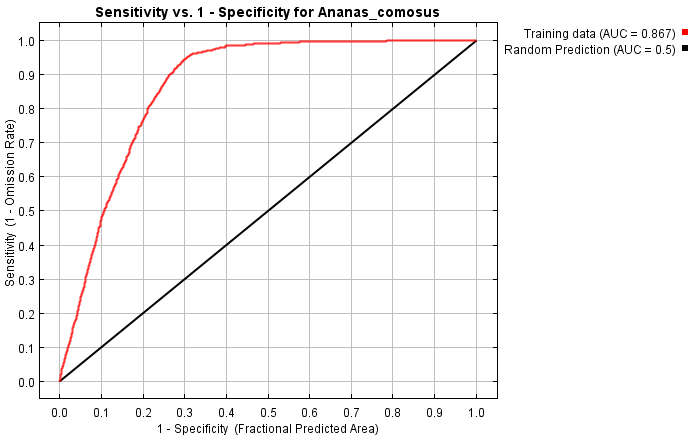 Sensitivity vs. 1 - Specificity for Ananas_comosus
Training data (AUC = 0.867)
Random Prediction (AUC = 0.5)
Sensitivity (1 - Omission Rate)
1.0
0.9
0.8
0.7
0.6
0.5
0.4
0.3
0.2
0.1
0.0
0.0 0.1 0.2 0.3 0.4 0.5 0.6 0.7 0.8 0.9 1.0
1 - Specificity (Fractional Predicted Area)